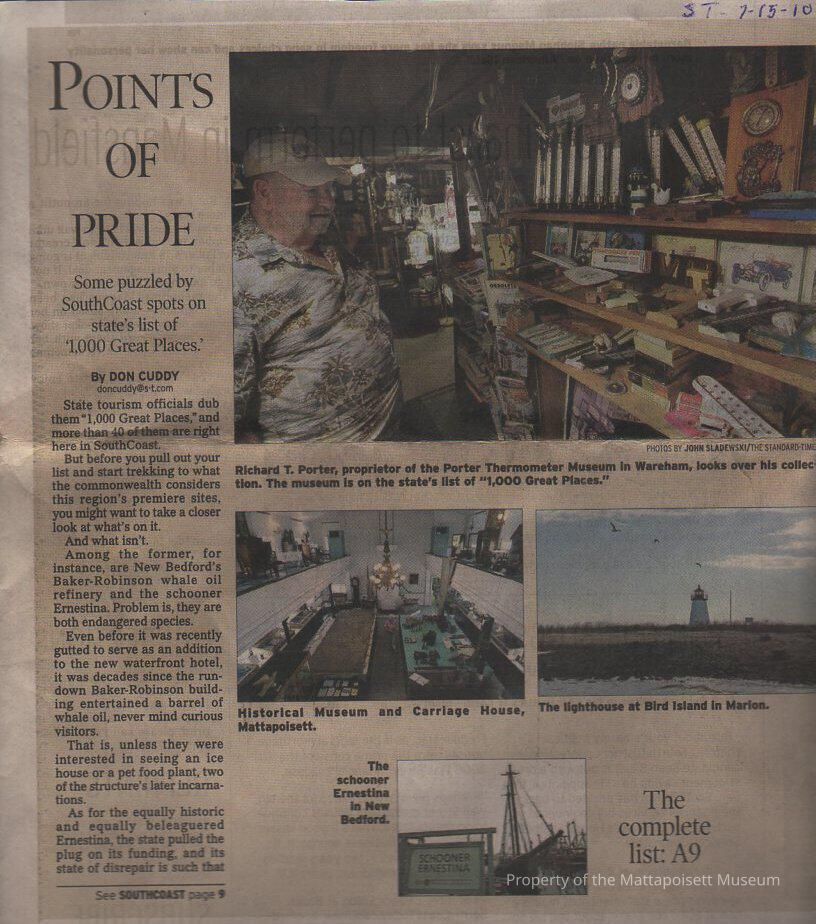 ST- 7-15-10
POINTS
OF
PRIDE
Some puzzled by
SouthCoast spots on
state's list of
'1,000 Great Places.'
By DON CUDDY
doncuddy@s-t.com
State tourism officials dub
them "1,000 Great Places," and
more than 40 of them are right
here in SouthCoast.
But before you pull out your
list and start trekking to what
the commonwealth considers
this region's premiere sites,
you might want to take a closer
look at what's on it.
And what isn't.
Among the former, for
instance, are New Bedford's
Baker-Robinson whale oil
refinery and the schooner
Ernestina. Problem is, they are
both endangered species.
Even before it was recently
gutted to serve as an addition
to the new waterfront hotel,
it was decades since the run-
down Baker-Robinson build-
ing entertained a barrel of
whale oil, never mind curious
visitors.
That is, unless they were
interested in seeing an ice
house or a pet food plant, two
of the structure's later incarna-
tions.
As for the equally historic
and equally beleaguered
Ernestina, the state pulled the
plug on its funding, and its
state of disrepair is such that
See SOUTHCOAST page 9
PHOTOS BY JOHN SLADEWSKI/THE STANDARD-TIME
Richard T. Porter, proprietor of the Porter Thermometer Museum in Wareham, looks over his collec-
tion. The museum is on the state's list of "1,000 Great Places."
Historical Museum and Carriage House,
Mattapoisett.
The lighthouse at Bird Island in Marion.
The
schooner
Ernestina
in New
Bedford.
SCHOONER
ERNESTINA
The
complete
list: A9
Property of the Mattapoisett Museum